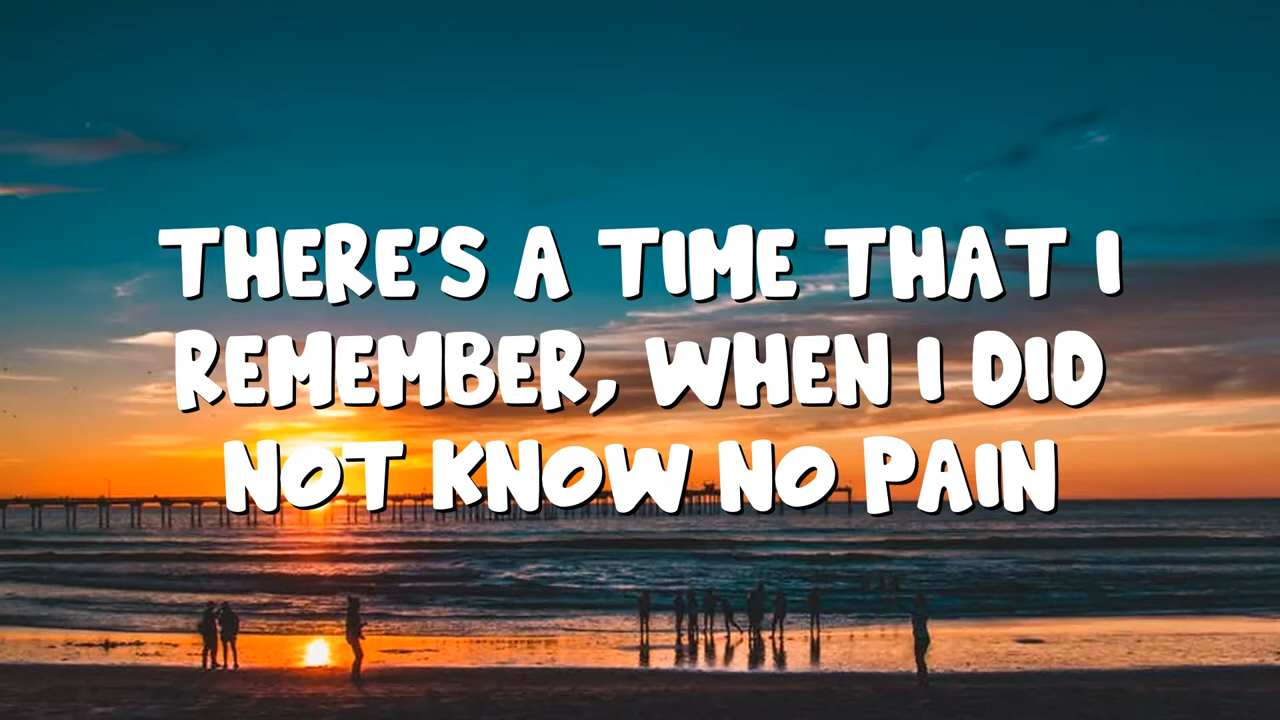 THERE'S A TIME THAT I
REMEMBER, WHEN I DID
NOT KNOW NO PAIN